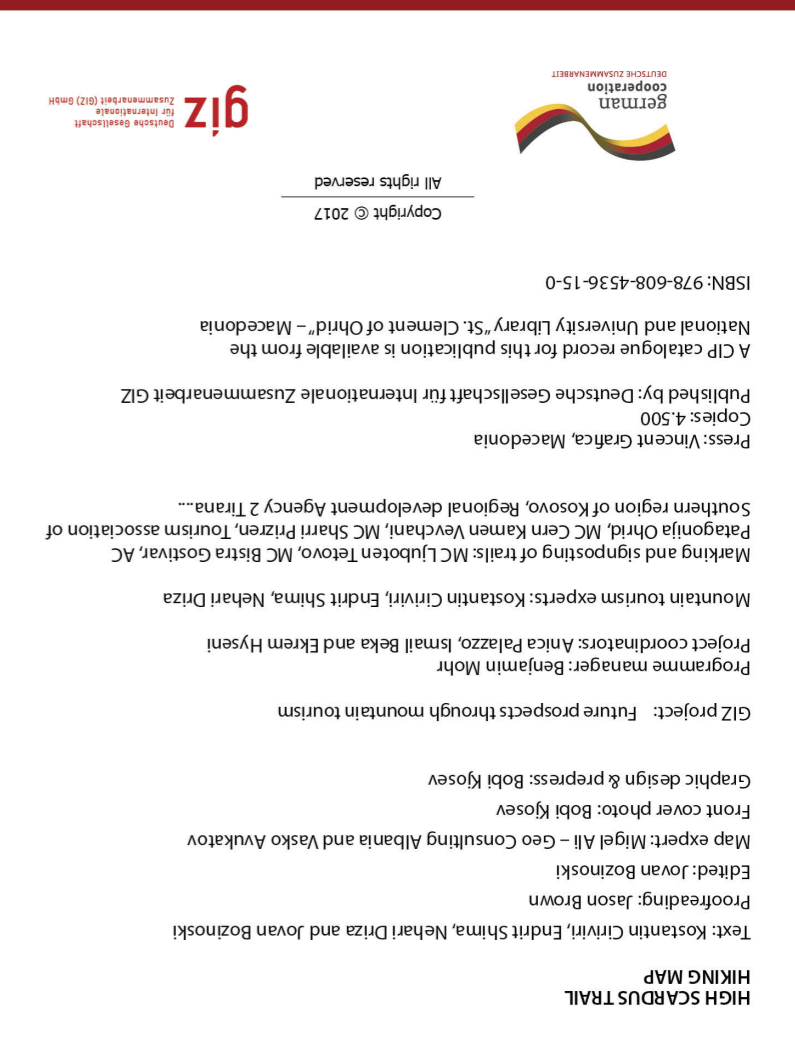 HIGH SCARDUS TRAIL
HIKING MAP
Text: Kostantin Ciriviri, Endrit Shima, Nehari Driza and Jovan Bozinoski
Proofreading: Jason Brown
Edited: Jovan Bozinoski
Map expert: Migel Ali – Geo Consulting Albania and Vasko Avukatov
Front cover photo: Bobi Kjosev
Graphic design & prepress: Bobi Kjosev
GIZ project: Future prospects through mountain tourism
Programme manager: Benjamin Mohr
Project coordinators: Anica Palazzo, Ismail Beka and Ekrem Hyseni
Mountain tourism experts: Kostantin Ciriviri, Endrit Shima, Nehari Driza
Marking and signposting of trails: MC Ljuboten Tetovo, MC Bistra Gostivar, AC
Patagonija Ohrid, MC Cern Kamen Vevchani, MC Sharri Prizren, Tourism association of
Southern region of Kosovo, Regional development Agency 2 Tirana....
Press: Vincent Grafica, Macedonia
Copies: 4.500
Published by: Deutsche Gesellschaft für Internationale Zusammenarbeit GIZ
A CIP catalogue record for this publication is available from the
National and University Library "St. Clement of Ohrid" – Macedonia
ISBN: 978-608-4536-15-0
Copyright © 2017
All rights reserved
german
cooperation
DEUTSCHE ZUSAMMENARBEIT
giz
Deutsche Gesellschaft
für Internationale
Zusammenarbeit (GIZ) GmbH